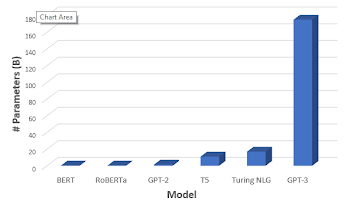 Chart Area
180
160
140
120
100
80
60
40
20
0
# Parameters (B)
BERT RoBERTa GPT-2 T5 Turing NLG GPT-3
Model